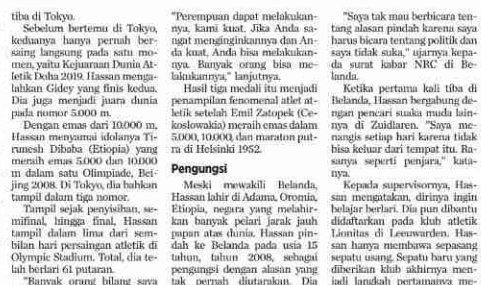 tiba di Tokyo.
Sebelum bertemu di Tokyo,
keduanya hanya pernah ber-
saing langsung pada satu mo-
men, yaitu Kejuaraan Dunia At-
letik Doha 2019. Hassan menga-
lahkan Gidey yang finis kedua.
Dia juga menjadi juara dunia
pada nomor 5.000 m.
Dengan emas dari 10.000 m,
Hassan menyamai idolanya Ti-
runesh Dibaba (Etiopia) yang
meraih emas 5.000 dan 10.000
m dalam satu Olimpiade, Bei-
jing 2008. Di Tokyo, dia bahkan
tampil dalam tiga nomor.
Tampil sejak penyisihan, se-
mifinal, hingga final, Hassan
tampil dalam lima dari sem-
bilan hari persaingan atletik di
Olympic Stadium. Total, dia te-
lah berlari 61 putaran.
"Banyak orang bilang saya
"Perempuan dapat melakukan-
nya, kami kuat. Jika Anda sa-
ngat menginginkannya dan An-
da kuat, Anda bisa melakukan-
nya. Banyak orang bisa me-
lakukannya," lanjutnya.
Hasil tiga medali itu menjadi
penampilan fenomenal atlet at-
letik setelah Emil Zatopek (Ce-
koslowakia) meraih emas dalam
5.000, 10.000, dan maraton put-
ra di Helsinki 1952.
Pengungsi
Meski mewakili Belanda,
Hassan lahir di Adama, Oromia,
Etiopia, negara yang melahir-
kan banyak pelari jarak jauh
papan atas dunia. Hassan pin-
dah ke Belanda pada usia 15
tahun, tahun 2008, sebagai
pengungsi dengan alasan yang
tak pernah diutarakan. Dia
"Saya tak mau berbicara ten-
tang alasan pindah karena saya
harus bicara tentang politik dan
saya tidak suka," ujarnya kepa-
da surat kabar NRC di Be-
landa.
Ketika pertama kali tiba di
Belanda, Hassan bergabung de-
ngan pencari suaka muda lain-
nya di Zuidlaren. "Saya me-
nangis setiap hari karena tidak
bisa keluar dari tempat itu. Ra-
sanya seperti penjara," kata-
nya.
Kepada supervisornya, Has-
san mengatakan, dirinya ingin
belajar berlari. Dia pun dibantu
didaftarkan pada klub atletik
Lionitas di Leeuwarden. Has-
san hanya membawa sepasang
sepatu usang. Sepatu baru yang
diberikan klub akhirnya men-
jadi langkah pertamanya me-